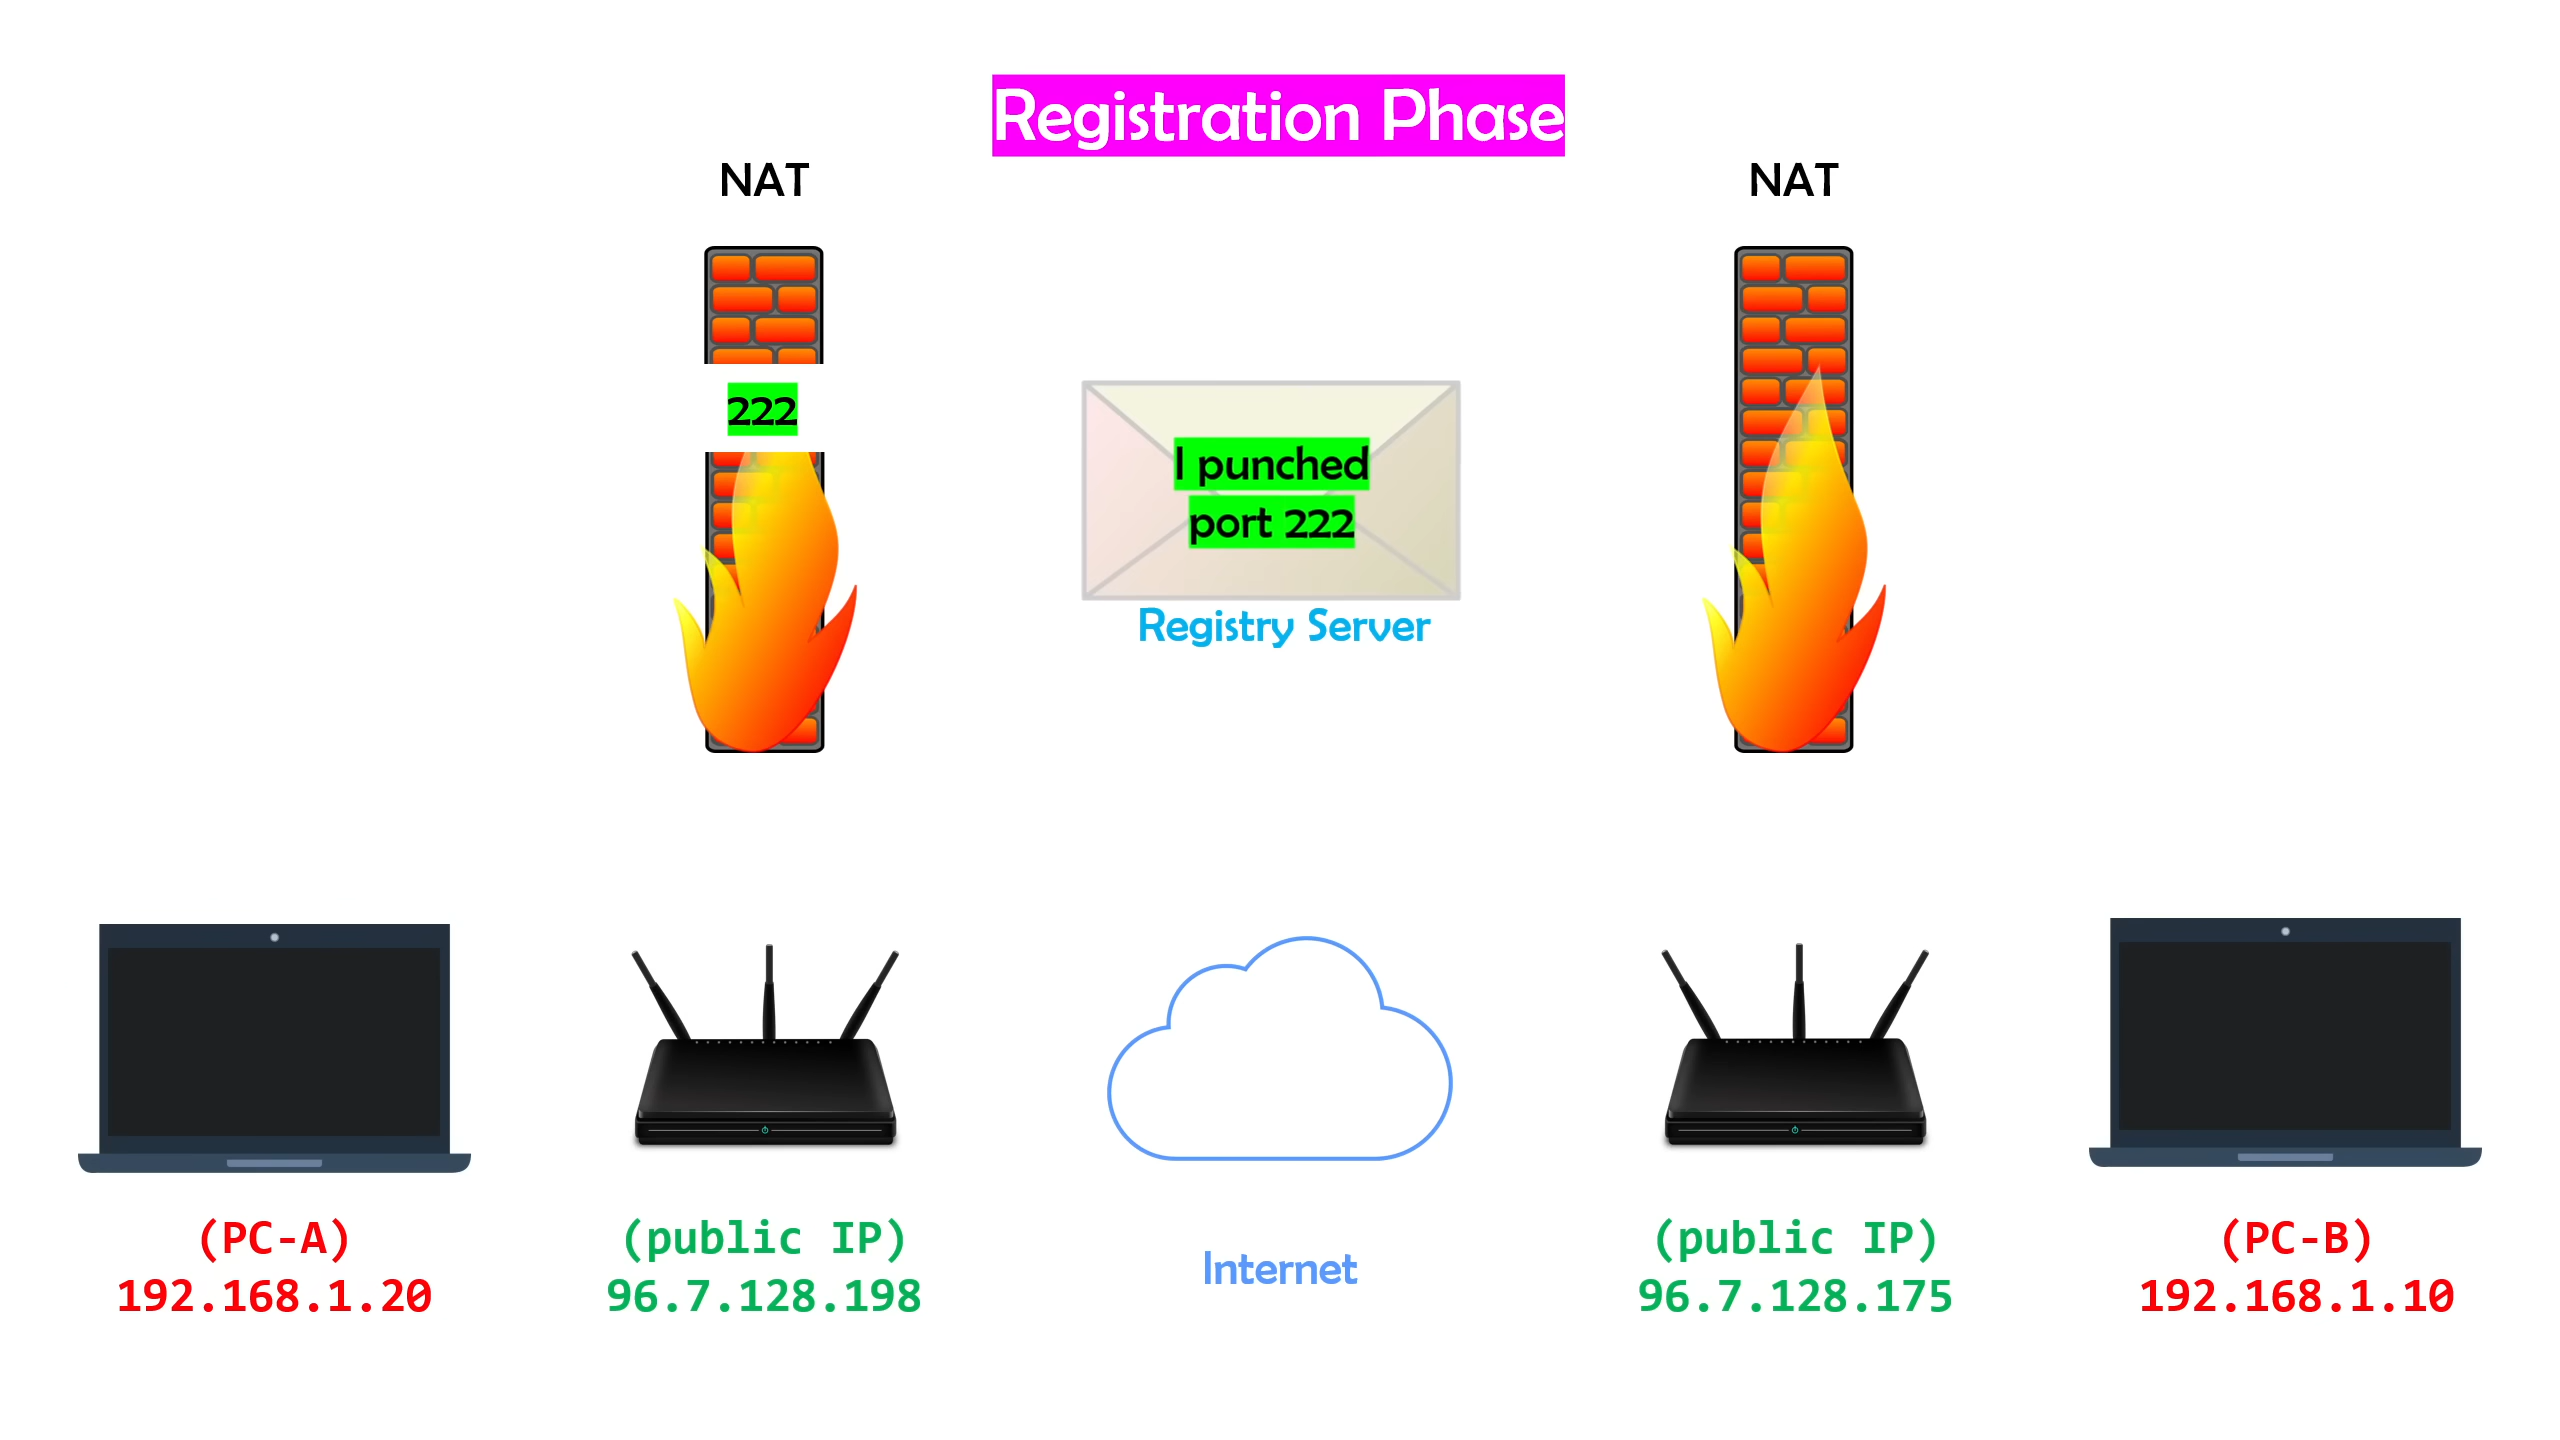 Registration Phase
NAT
NAT
222
I punched
port 222
Registry Server
(PC-A)
192.168.1.20
(public IP)
96.7.128.198
Internet
(public IP)
96.7.128.175
(PC-B)
192.168.1.10